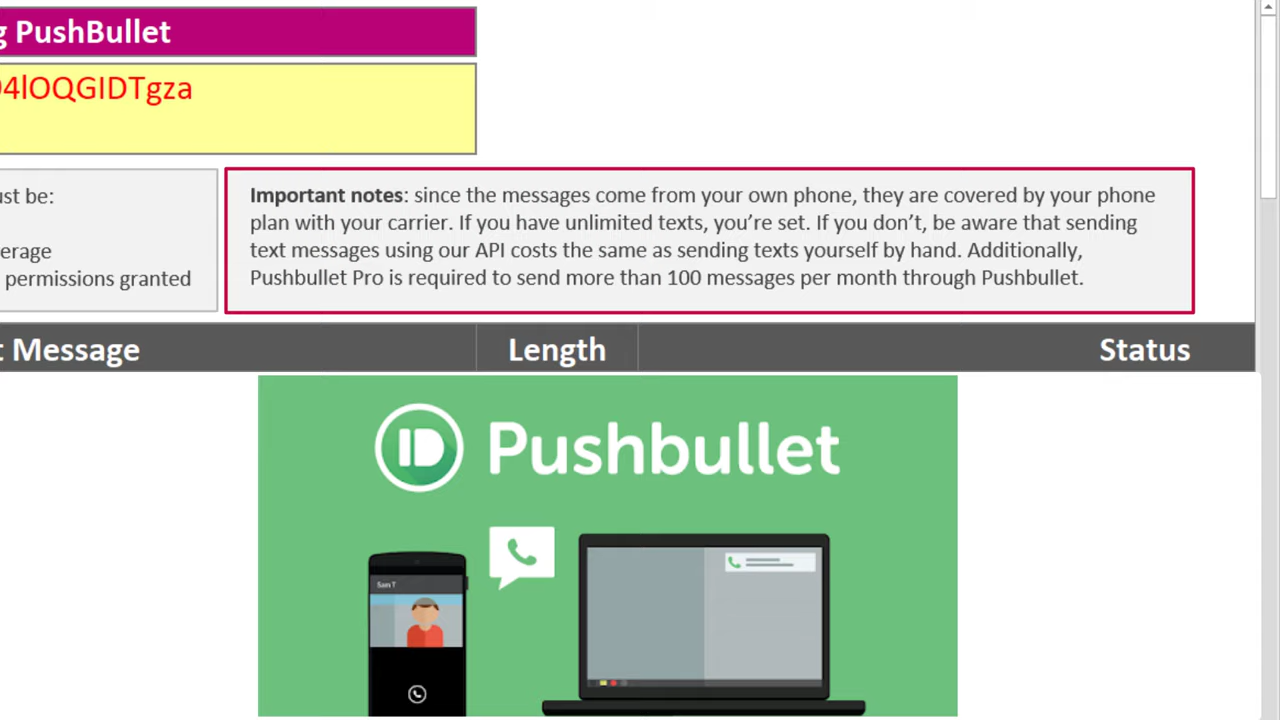 g PushBullet
94lOQGIDTgza
ust be:
erage
permissions granted
Important notes: since the messages come from your own phone, they are covered by your phone
plan with your carrier. If you have unlimited texts, you’re set. If you don’t, be aware that sending
text messages using our API costs the same as sending texts yourself by hand. Additionally,
Pushbullet Pro is required to send more than 100 messages per month through Pushbullet.
t Message Length Status
Pushbullet
Sam T